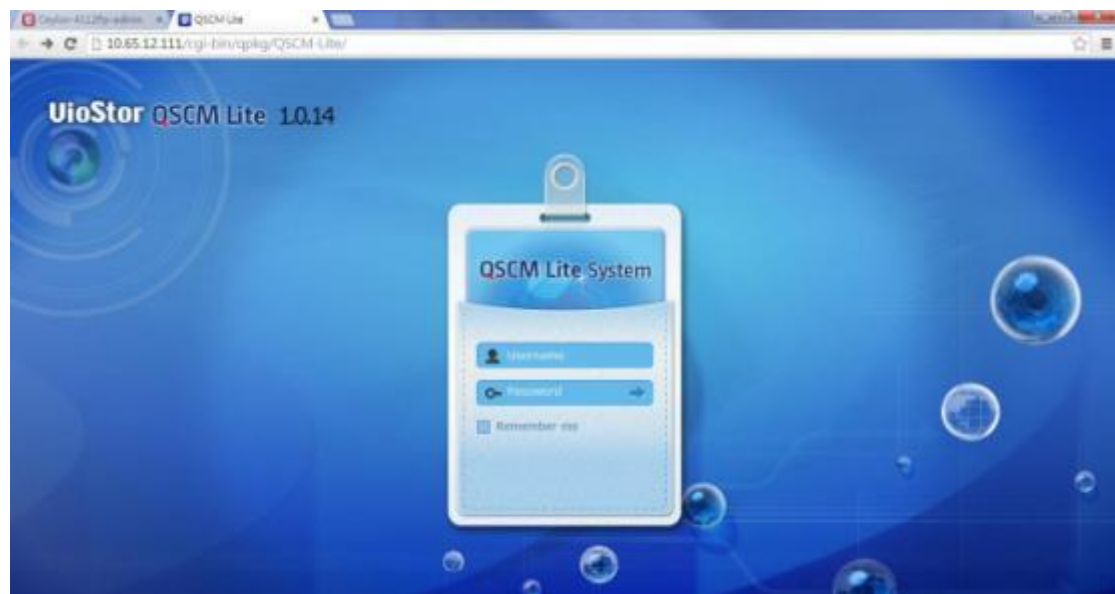 QSCM Lite
10.65.12.111/cgi-bin/qpkg/QSCM-Lite/
VioStor QSCM Lite 1.0.14
QSCM Lite System
Username
Password
Remember me